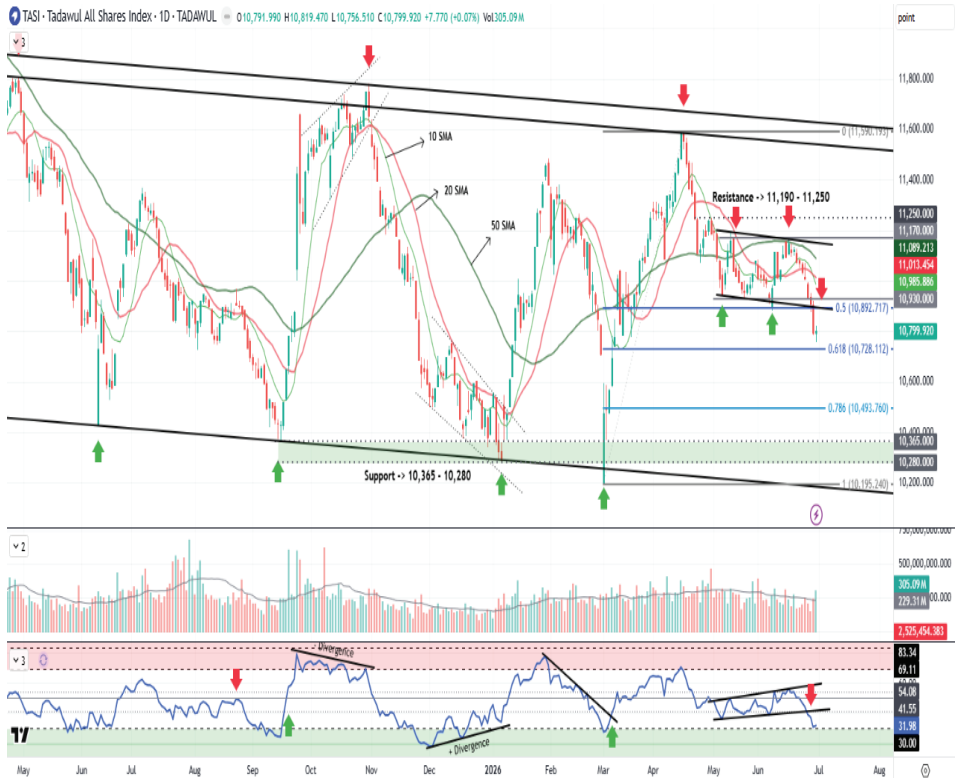 TASI · Tadawul All Shares Index · 1D · TADAWUL O10,791.990 H10,819.470 L10,756.510 C10,799.920 +7.770 (+0.07%) Vol305.09M
point
3
11,800.000
11,600.000
0 (11,590.195)
10 SMA
11,400.000
20 SMA
Resistance -> 11,190 - 11,250
50 SMA
11,250.000
11,170.000
11,089.213
11,013.454
10,985.886
10,930.000
0.5 (10,892.717)
10,799.920
0.618 (10,728.112)
10,600.000
0.786 (10,493.760)
10,365.000
Support -> 10,365 - 10,280
10,280.000
1 (10,195.240)
10,200.000
2
500,000,000.000
305.09M
229.31M
2,525,454.383
3
- Divergence
83.34
69.11
54.08
41.55
31.98
30.00
+ Divergence
May Jun Jul Aug Sep Oct Nov Dec 2026 Feb Mar Apr May Jun Jul Aug